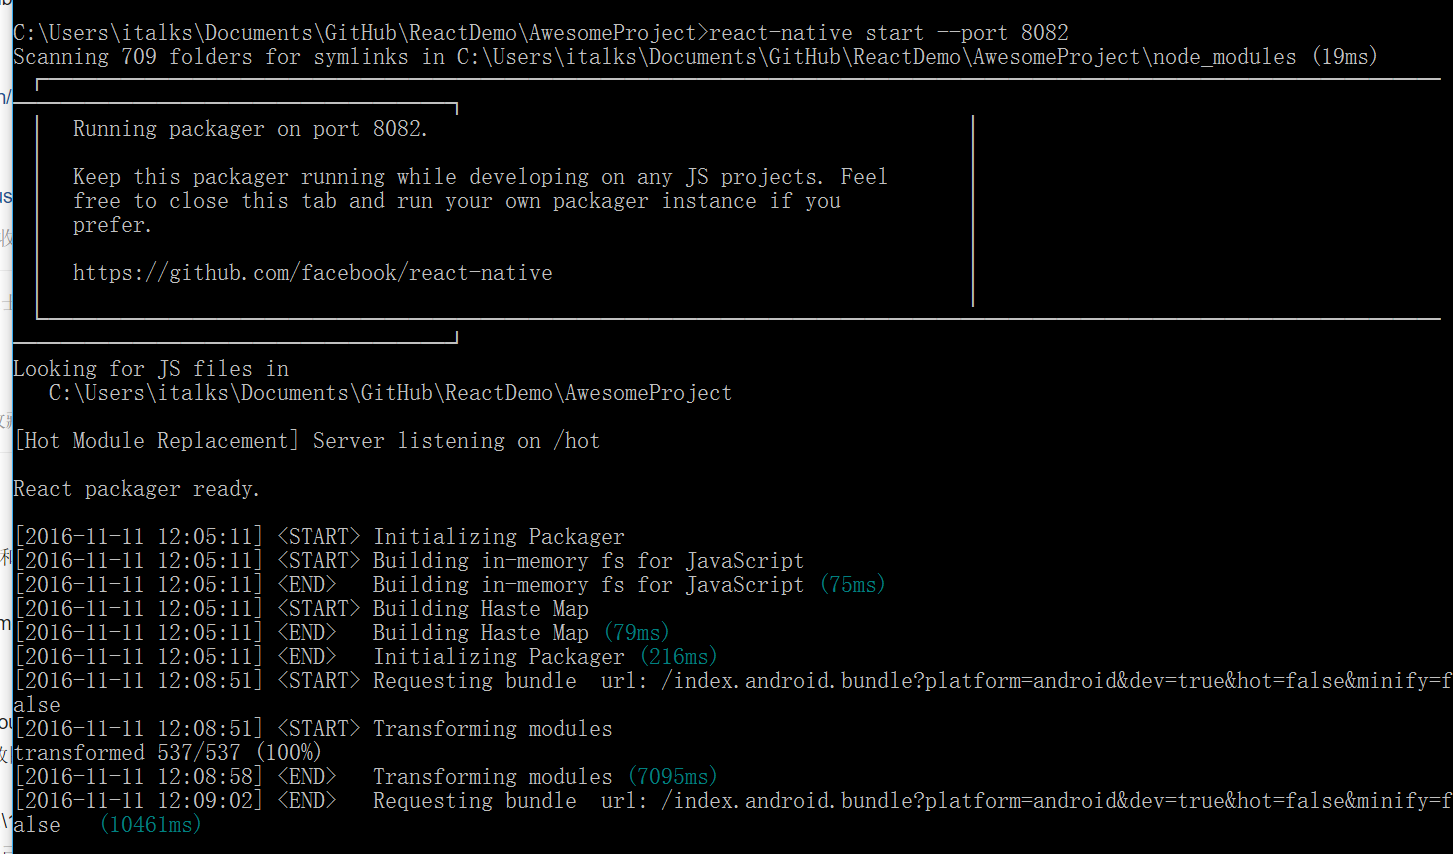 C:\Users\italks\Documents\GitHub\ReactDemo\AwesomeProject>react-native start --port 8082
Scanning 709 folders for symlinks in C:\Users\italks\Documents\GitHub\ReactDemo\AwesomeProject\node_modules (19ms)
Running packager on port 8082.
Keep this packager running while developing on any JS projects. Feel
free to close this tab and run your own packager instance if you
prefer.
https://github.com/facebook/react-native
Looking for JS files in
C:\Users\italks\Documents\GitHub\ReactDemo\AwesomeProject
[Hot Module Replacement] Server listening on /hot
React packager ready.
[2016-11-11 12:05:11] <START> Initializing Packager
[2016-11-11 12:05:11] <START> Building in-memory fs for JavaScript
[2016-11-11 12:05:11] <END>   Building in-memory fs for JavaScript (75ms)
[2016-11-11 12:05:11] <START> Building Haste Map
[2016-11-11 12:05:11] <END>   Building Haste Map (79ms)
[2016-11-11 12:05:11] <END>   Initializing Packager (216ms)
[2016-11-11 12:08:51] <START> Requesting bundle  url: /index.android.bundle?platform=android&dev=true&hot=false&minify=f
alse
[2016-11-11 12:08:51] <START> Transforming modules
transformed 537/537 (100%)
[2016-11-11 12:08:58] <END>   Transforming modules (7095ms)
[2016-11-11 12:09:02] <END>   Requesting bundle  url: /index.android.bundle?platform=android&dev=true&hot=false&minify=f
alse   (10461ms)